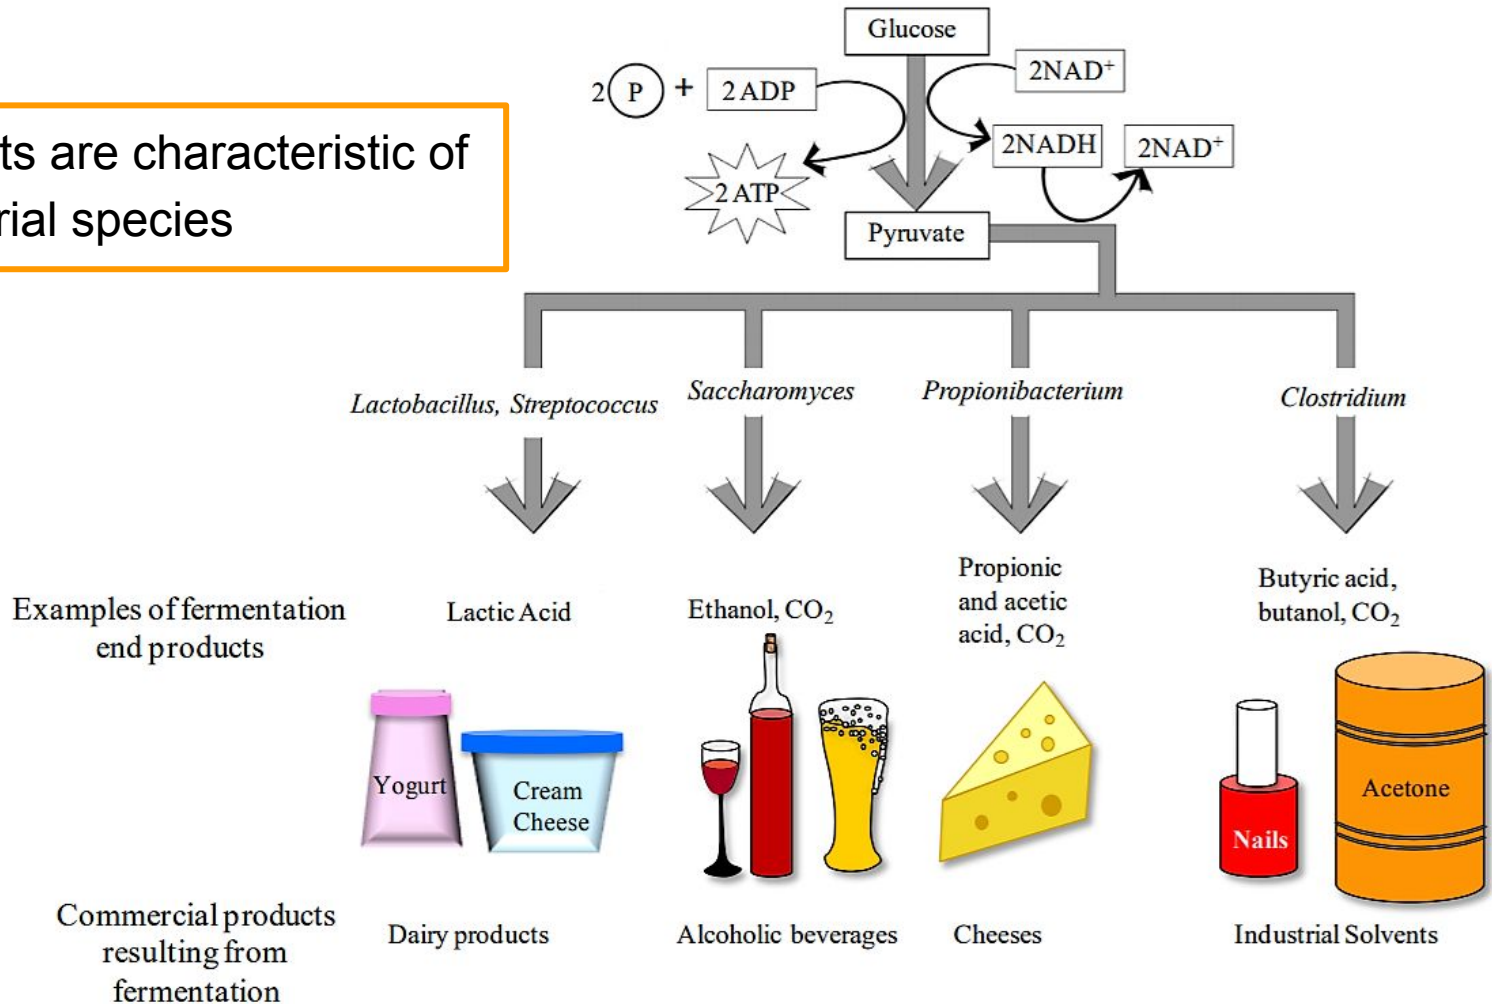 Glucose
2 P + 2 ADP
2NAD⁺
2NADH
2NAD⁺
2 ATP
Pyruvate
are characteristic of
species
Lactobacillus, Streptococcus
Saccharomyces
Propionibacterium
Clostridium
Examples of fermentation
end products
Lactic Acid
Ethanol, CO₂
Propionic
and acetic
acid, CO₂
Butyric acid,
butanol, CO₂
Yogurt
Cream
Cheese
Nails
Acetone
Commercial products
resulting from
fermentation
Dairy products
Alcoholic beverages
Cheeses
Industrial Solvents